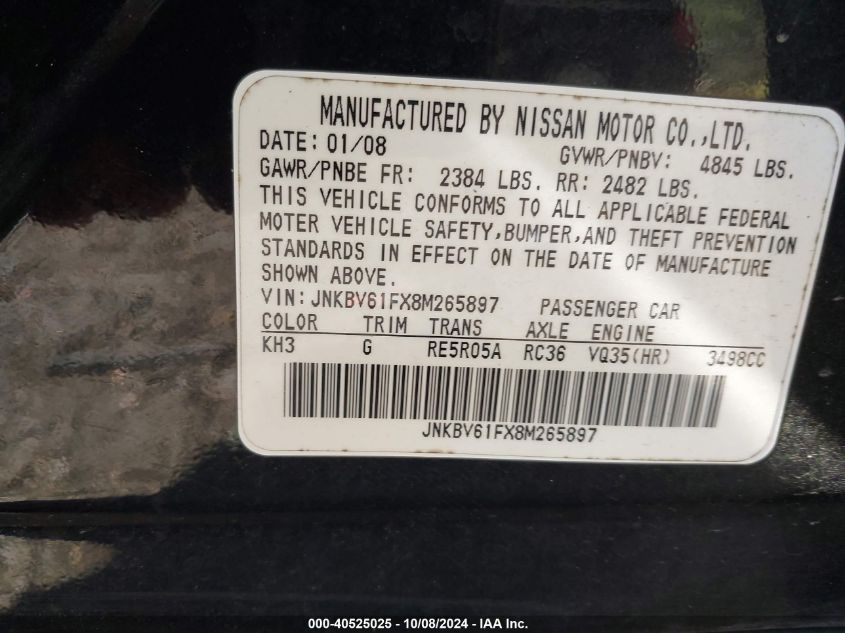 MANUFACTURED BY NISSAN MOTOR CO.,LTD.
DATE: 01/08 GVWR/PNBV: 4845 LBS.
GAWR/PNBE FR: 2384 LBS. RR: 2482 LBS.
THIS VEHICLE CONFORMS TO ALL APPLICABLE FEDERAL
MOTER VEHICLE SAFETY,BUMPER,AND THEFT PREVENTION
STANDARDS IN EFFECT ON THE DATE OF MANUFACTURE
SHOWN ABOVE.
VIN: JNKBV61FX8M265897 PASSENGER CAR
COLOR TRIM TRANS AXLE ENGINE
KH3 G RE5R05A RC36 VQ35(HR) 3498CC
JNKBV61FX8M265897
000-40525025 - 10/08/2024 - IAA Inc.